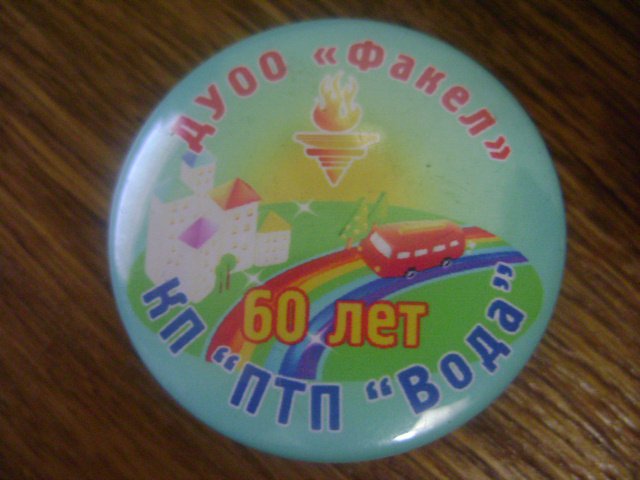 ДУОО «Факел»
60 лет
КП "ПТП "Вода"